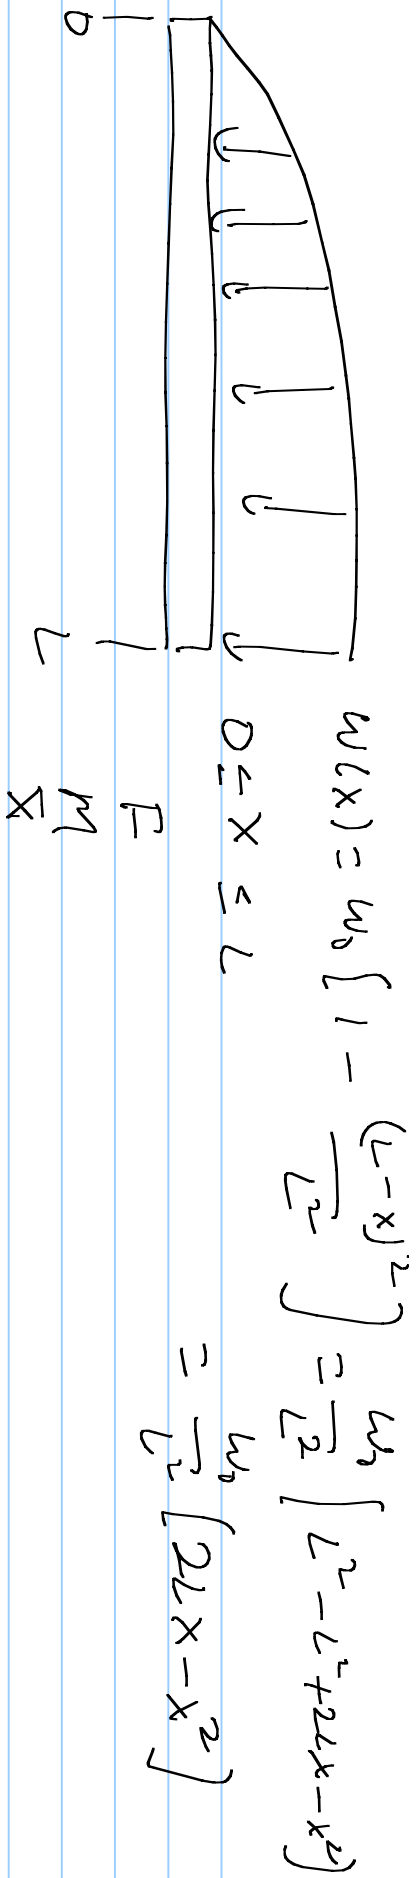 w(x) = w₀ [ 1 - (L-x)²/L² ] = w₀/L² [ L² - L² + 2Lx - x² ]
0 ≤ x ≤ L
= w₀/L² [ 2Lx - x² ]
0 L
F
M
x̄